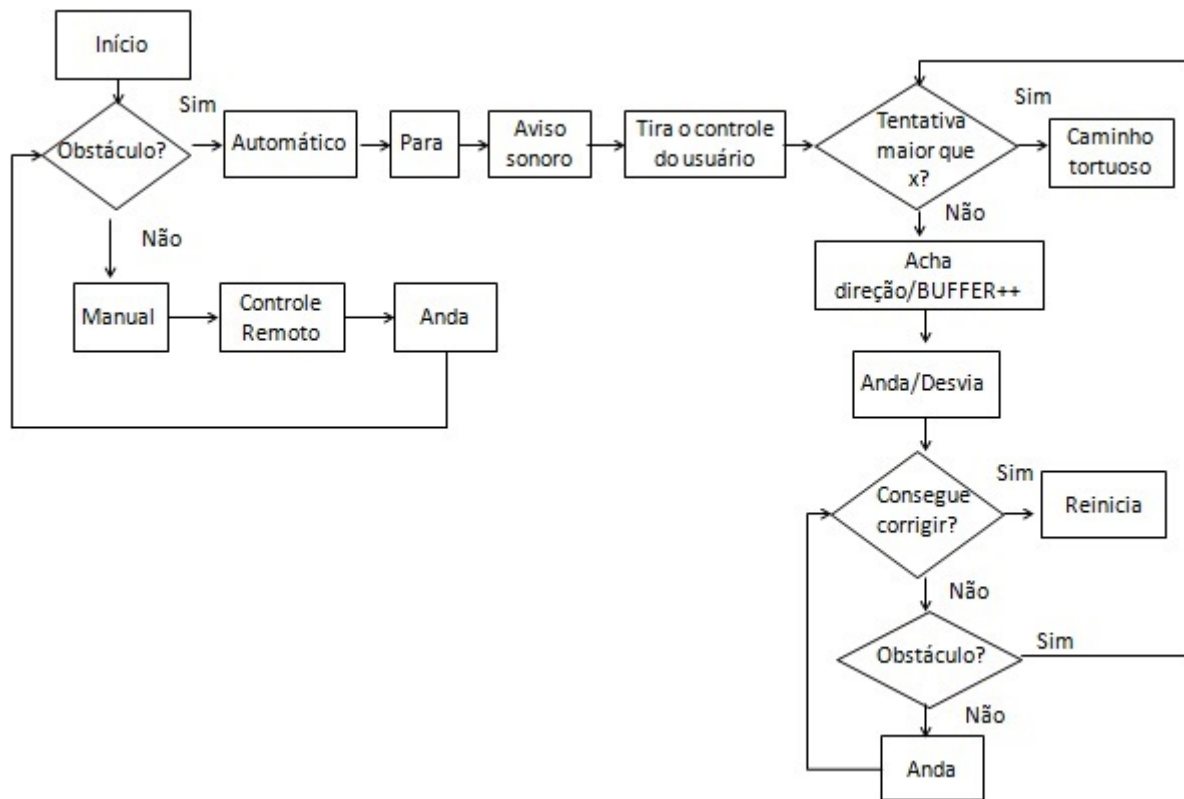 Início
Sim
Obstáculo?
Automático
Para
Aviso
sonoro
Tira o controle
do usuário
Tentativa
maior que
x?
Sim
Caminho
tortuoso
Não
Não
Manual
Controle
Remoto
Anda
Acha
direção/BUFFER++
Anda/Desvia
Consegue
corrigir?
Sim
Reinicia
Não
Obstáculo?
Sim
Não
Anda